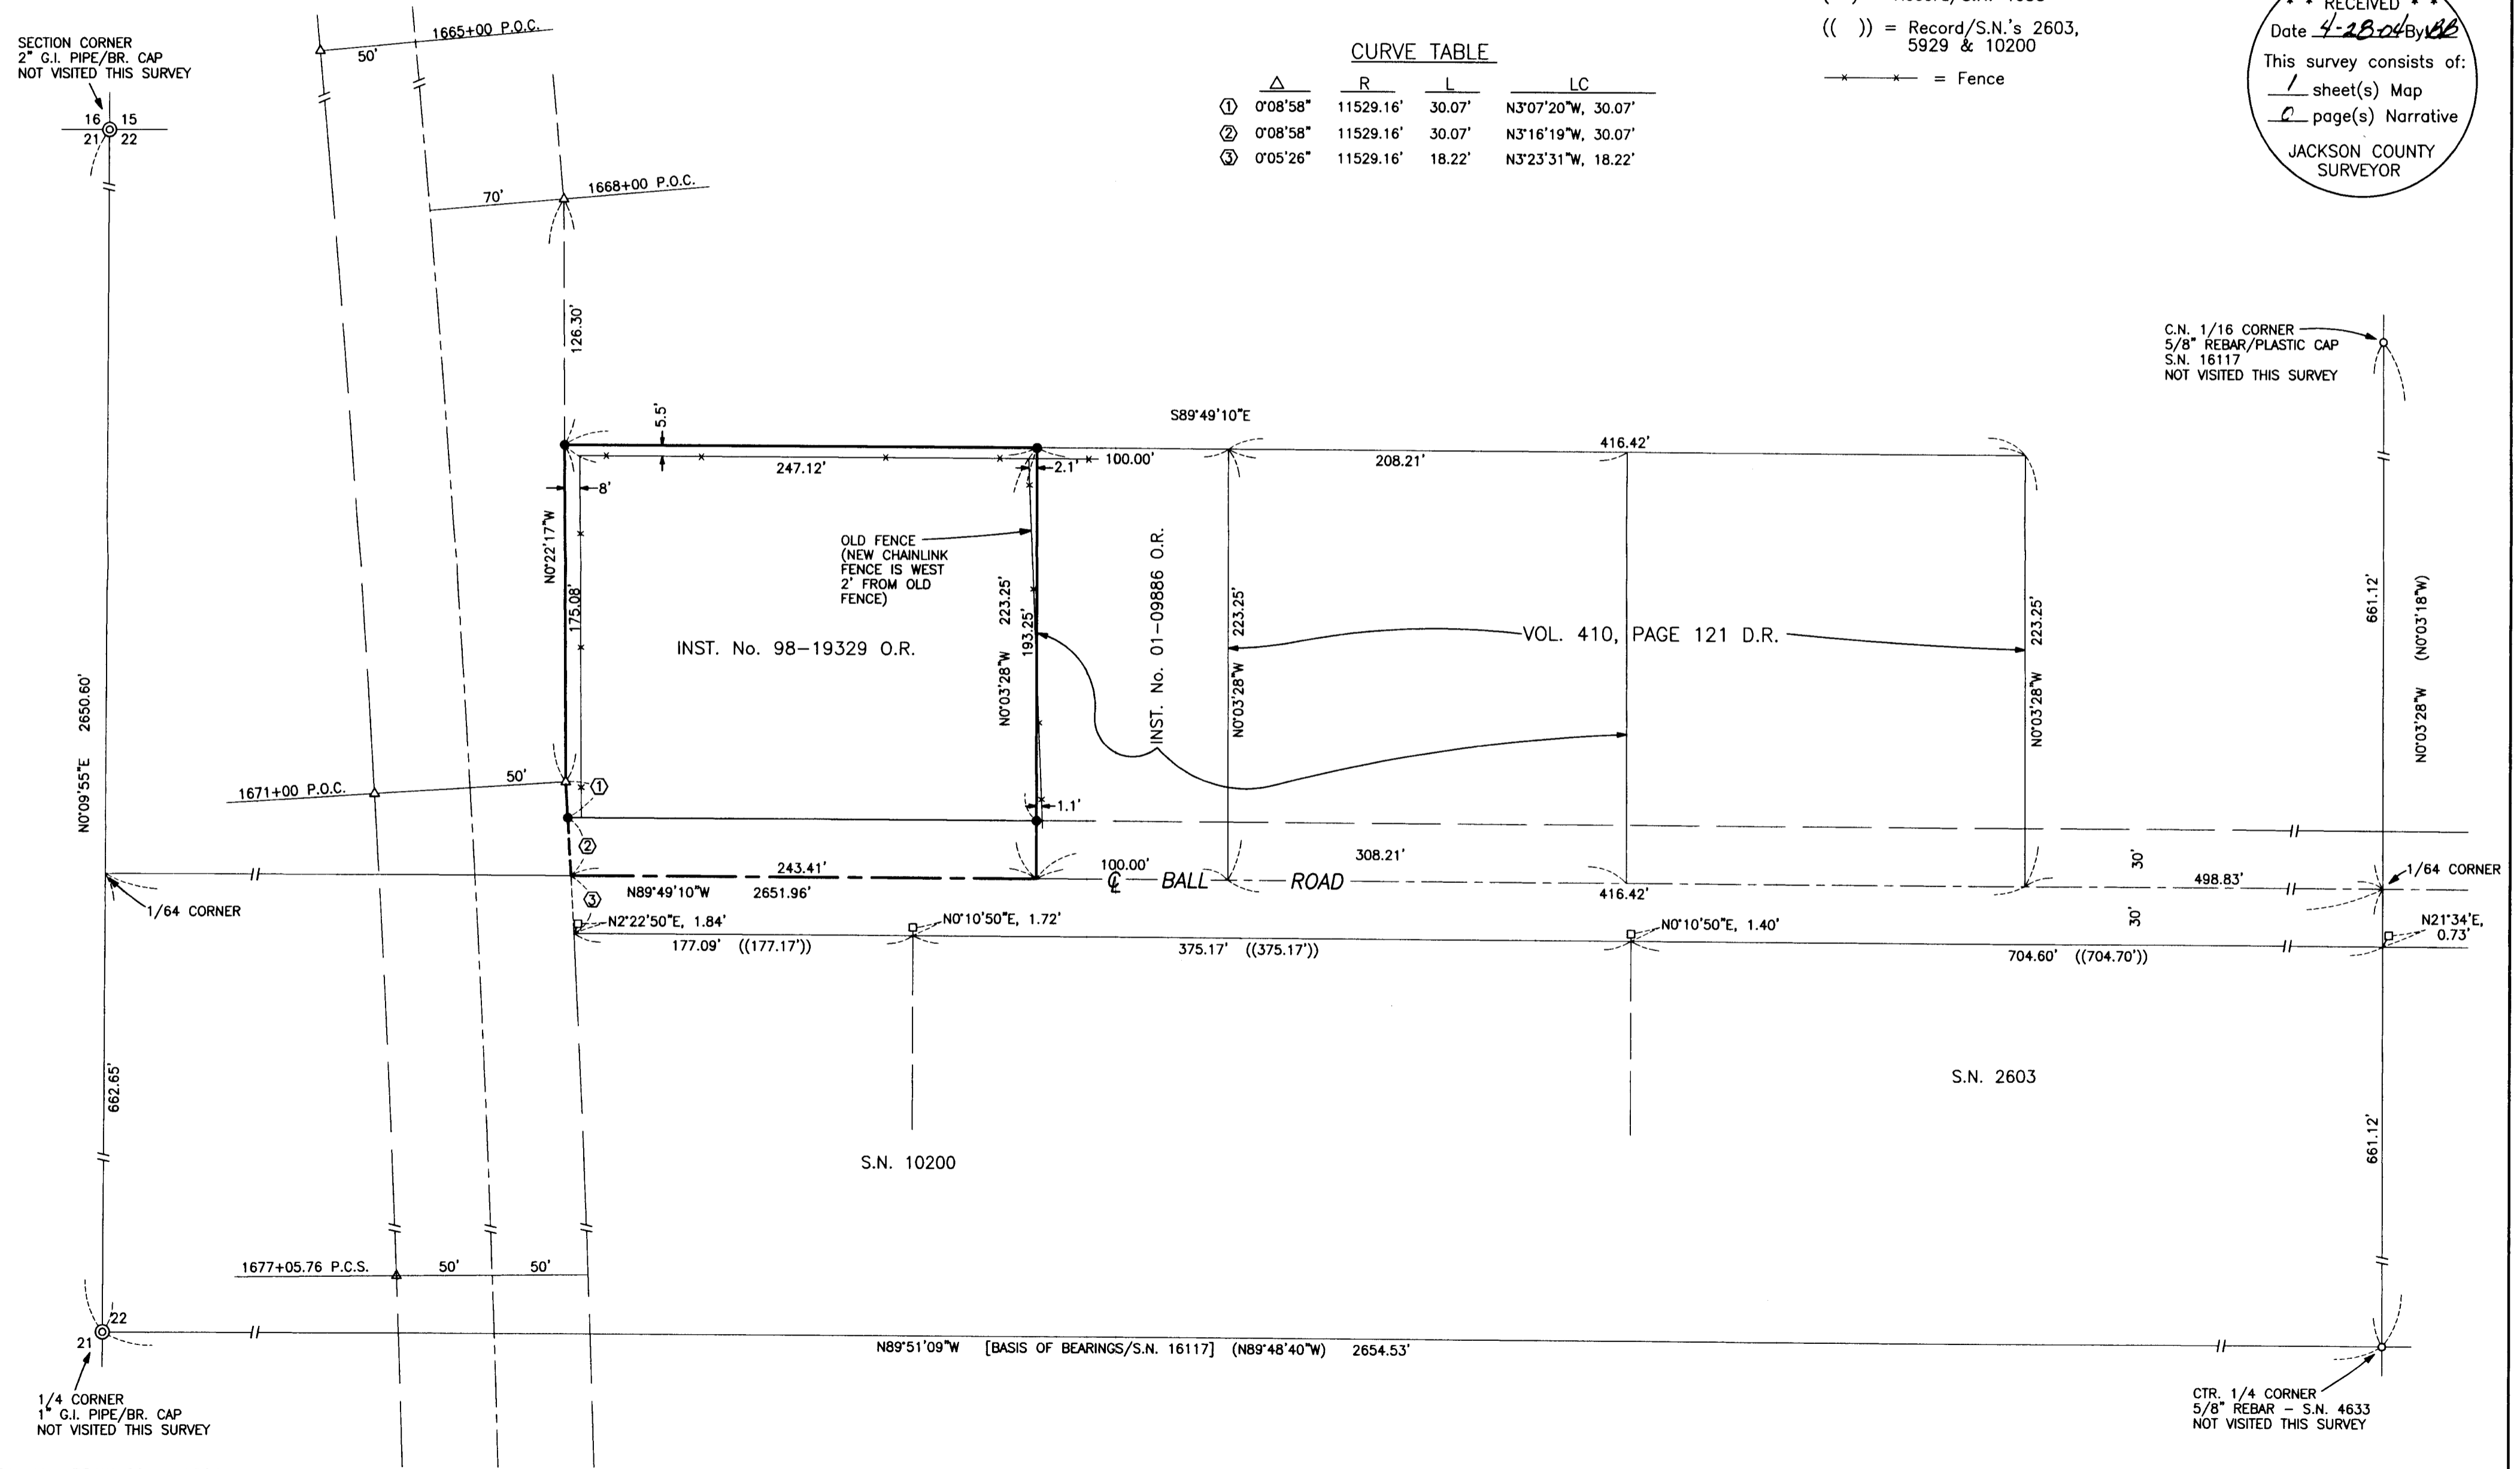 SECTION CORNER
2" G.I. PIPE/BR. CAP
NOT VISITED THIS SURVEY
16 15
21 22
1665+00 P.O.C.
50'
1668+00 P.O.C.
70'
CURVE TABLE
△ R L LC
1 0°08'58" 11529.16' 30.07' N3°07'20"W, 30.07'
2 0°08'58" 11529.16' 30.07' N3°16'19"W, 30.07'
3 0°05'26" 11529.16' 18.22' N3°23'31"W, 18.22'
(( )) = Record/S.N.'s 2603,
5929 & 10200
= Fence
* * RECEIVED * *
Date 4-28-04 By BB
This survey consists of:
1 sheet(s) Map
0 page(s) Narrative
JACKSON COUNTY
SURVEYOR
126.30'
C.N. 1/16 CORNER
5/8" REBAR/PLASTIC CAP
S.N. 16117
NOT VISITED THIS SURVEY
S89°49'10"E
5.5'
247.12'
2.1'
100.00'
416.42'
208.21'
8'
N0°22'17"W
175.08'
OLD FENCE
(NEW CHAINLINK
FENCE IS WEST
2' FROM OLD
FENCE)
INST. No. 98-19329 O.R.
N0°03'28"W 223.25'
193.25'
INST. No. 01-09886 O.R.
N0°03'28"W 223.25'
VOL. 410, PAGE 121 D.R.
N0°03'28"W 223.25'
661.12'
N0°03'28"W (N0°03'18"W)
N0°09'55"E 2650.60'
1671+00 P.O.C.
50'
1
1.1'
2
243.41'
100.00'
308.21'
℄ BALL ROAD
N89°49'10"W 2651.96'
416.42'
30'
498.83'
1/64 CORNER
1/64 CORNER
3
N2°22'50"E, 1.84'
N0°10'50"E, 1.72'
N0°10'50"E, 1.40'
30'
N21°34'E,
0.73'
177.09' ((177.17'))
375.17' ((375.17'))
704.60' ((704.70'))
662.65'
S.N. 10200
S.N. 2603
661.12'
1677+05.76 P.C.S.
50'
50'
22
21
N89°51'09"W [BASIS OF BEARINGS/S.N. 16117] (N89°48'40"W) 2654.53'
1/4 CORNER
1" G.I. PIPE/BR. CAP
NOT VISITED THIS SURVEY
CTR. 1/4 CORNER
5/8" REBAR - S.N. 4633
NOT VISITED THIS SURVEY